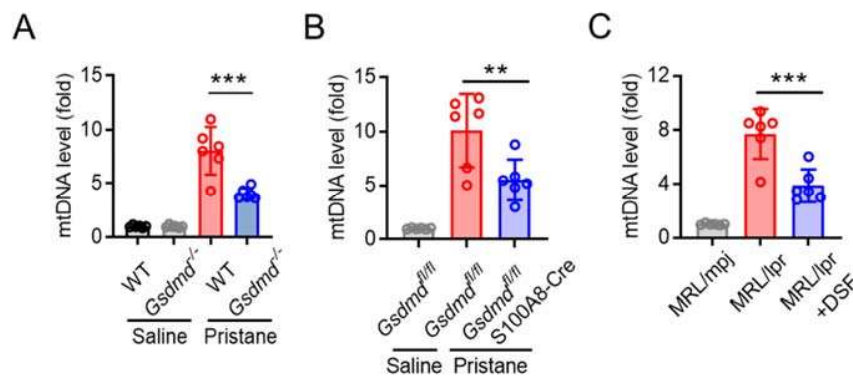 A
mtDNA level (fold)
15
10
5
0
***
WT
Gsdmd-/-
WT
Gsdmd-/-
Saline
Pristane
B
mtDNA level (fold)
15
10
5
0
**
Gsdmdfl/fl
Gsdmdfl/fl
Gsdmdfl/fl
S100A8-Cre
Saline
Pristane
C
mtDNA level (fold)
12
8
4
0
***
MRL/mpj
MRL/lpr
MRL/lpr
+DSF